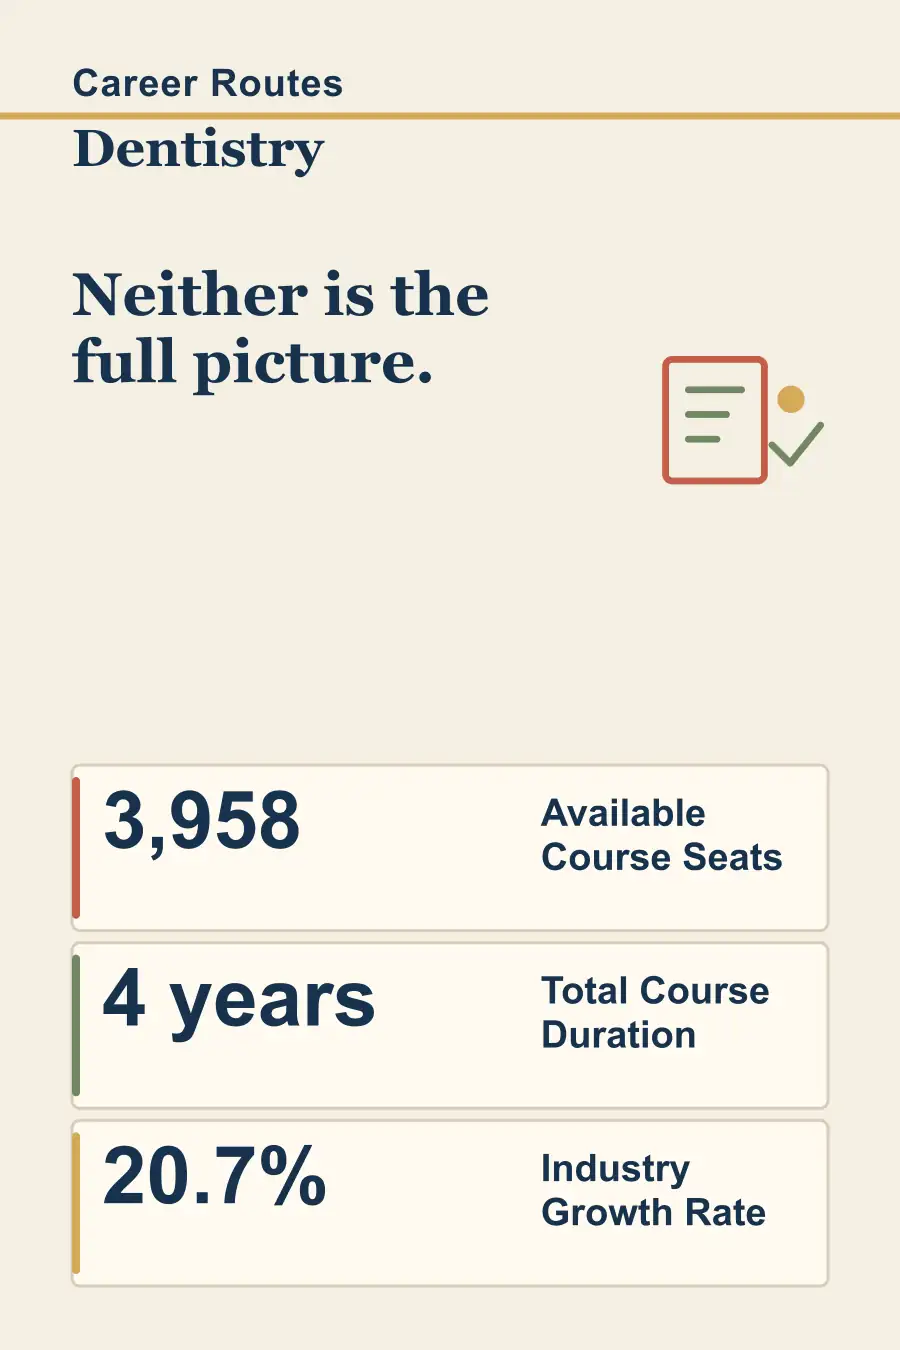 Career Routes
Dentistry
Neither is the
full picture.
3,958
Available
Course Seats
4 years
Total Course
Duration
20.7%
Industry
Growth Rate